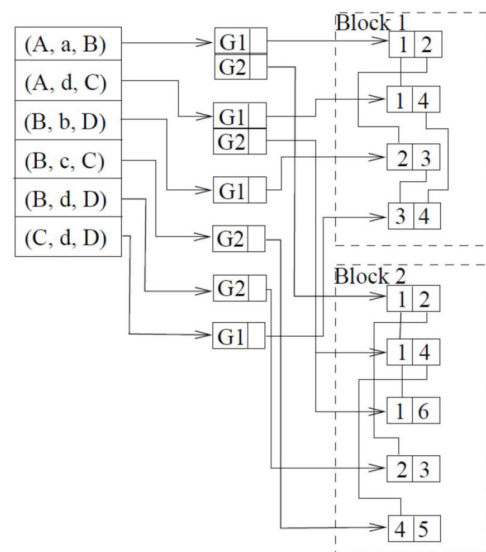 Block 1
(A, a, B)
G1
1 2
G2
(A, d, C)
1 4
G1
(B, b, D)
G2
2 3
(B, c, C)
G1
(B, d, D)
3 4
(C, d, D)
G2
Block 2
G2
1 2
G1
1 4
1 6
2 3
4 5